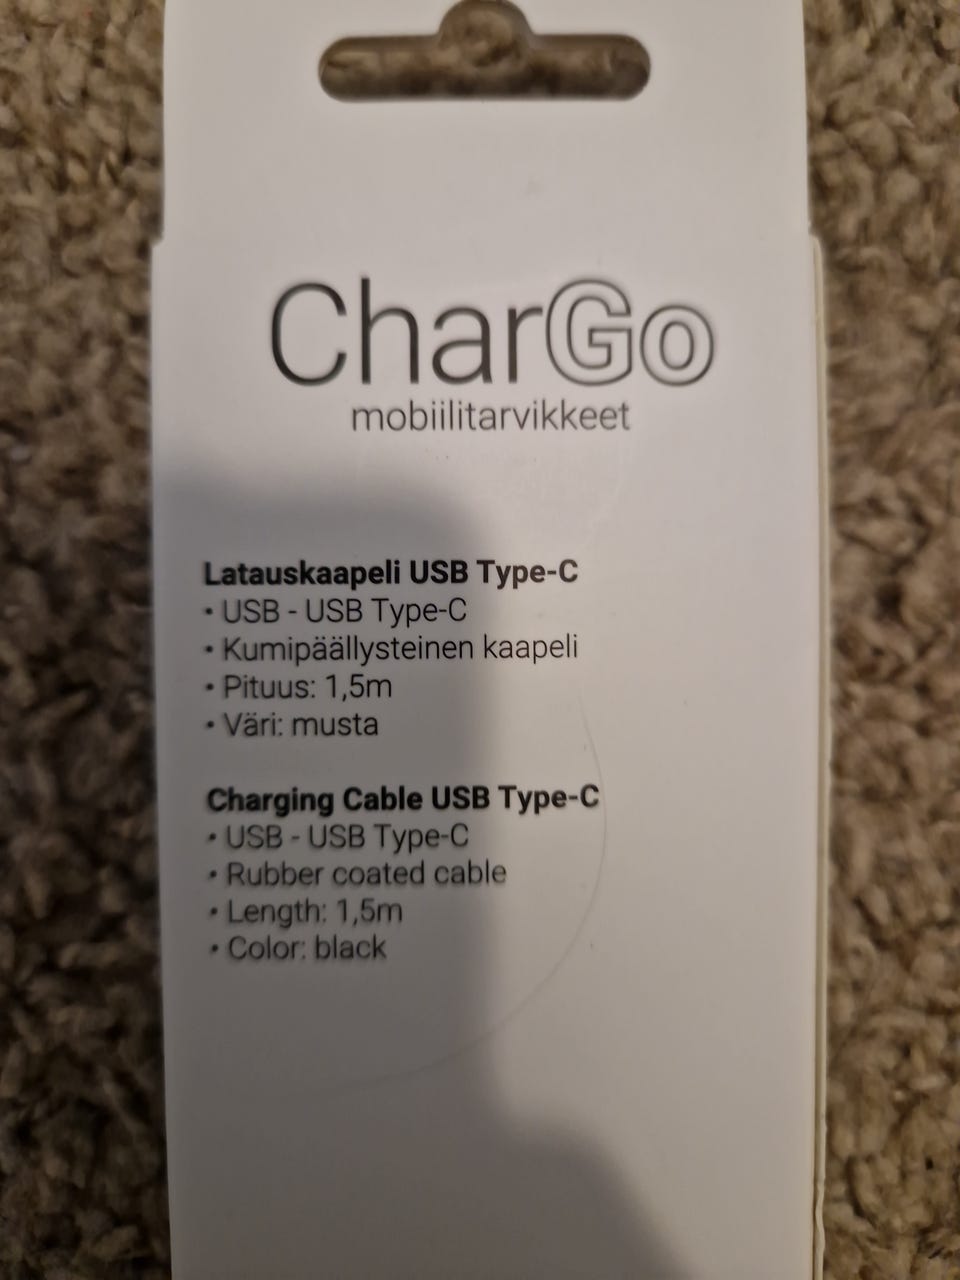 CharGo
mobiilitarvikkeet
Latauskaapeli USB Type-C
• USB - USB Type-C
• Kumipäällysteinen kaapeli
• Pituus: 1,5m
• Väri: musta
Charging Cable USB Type-C
• USB - USB Type-C
• Rubber coated cable
• Length: 1,5m
• Color: black